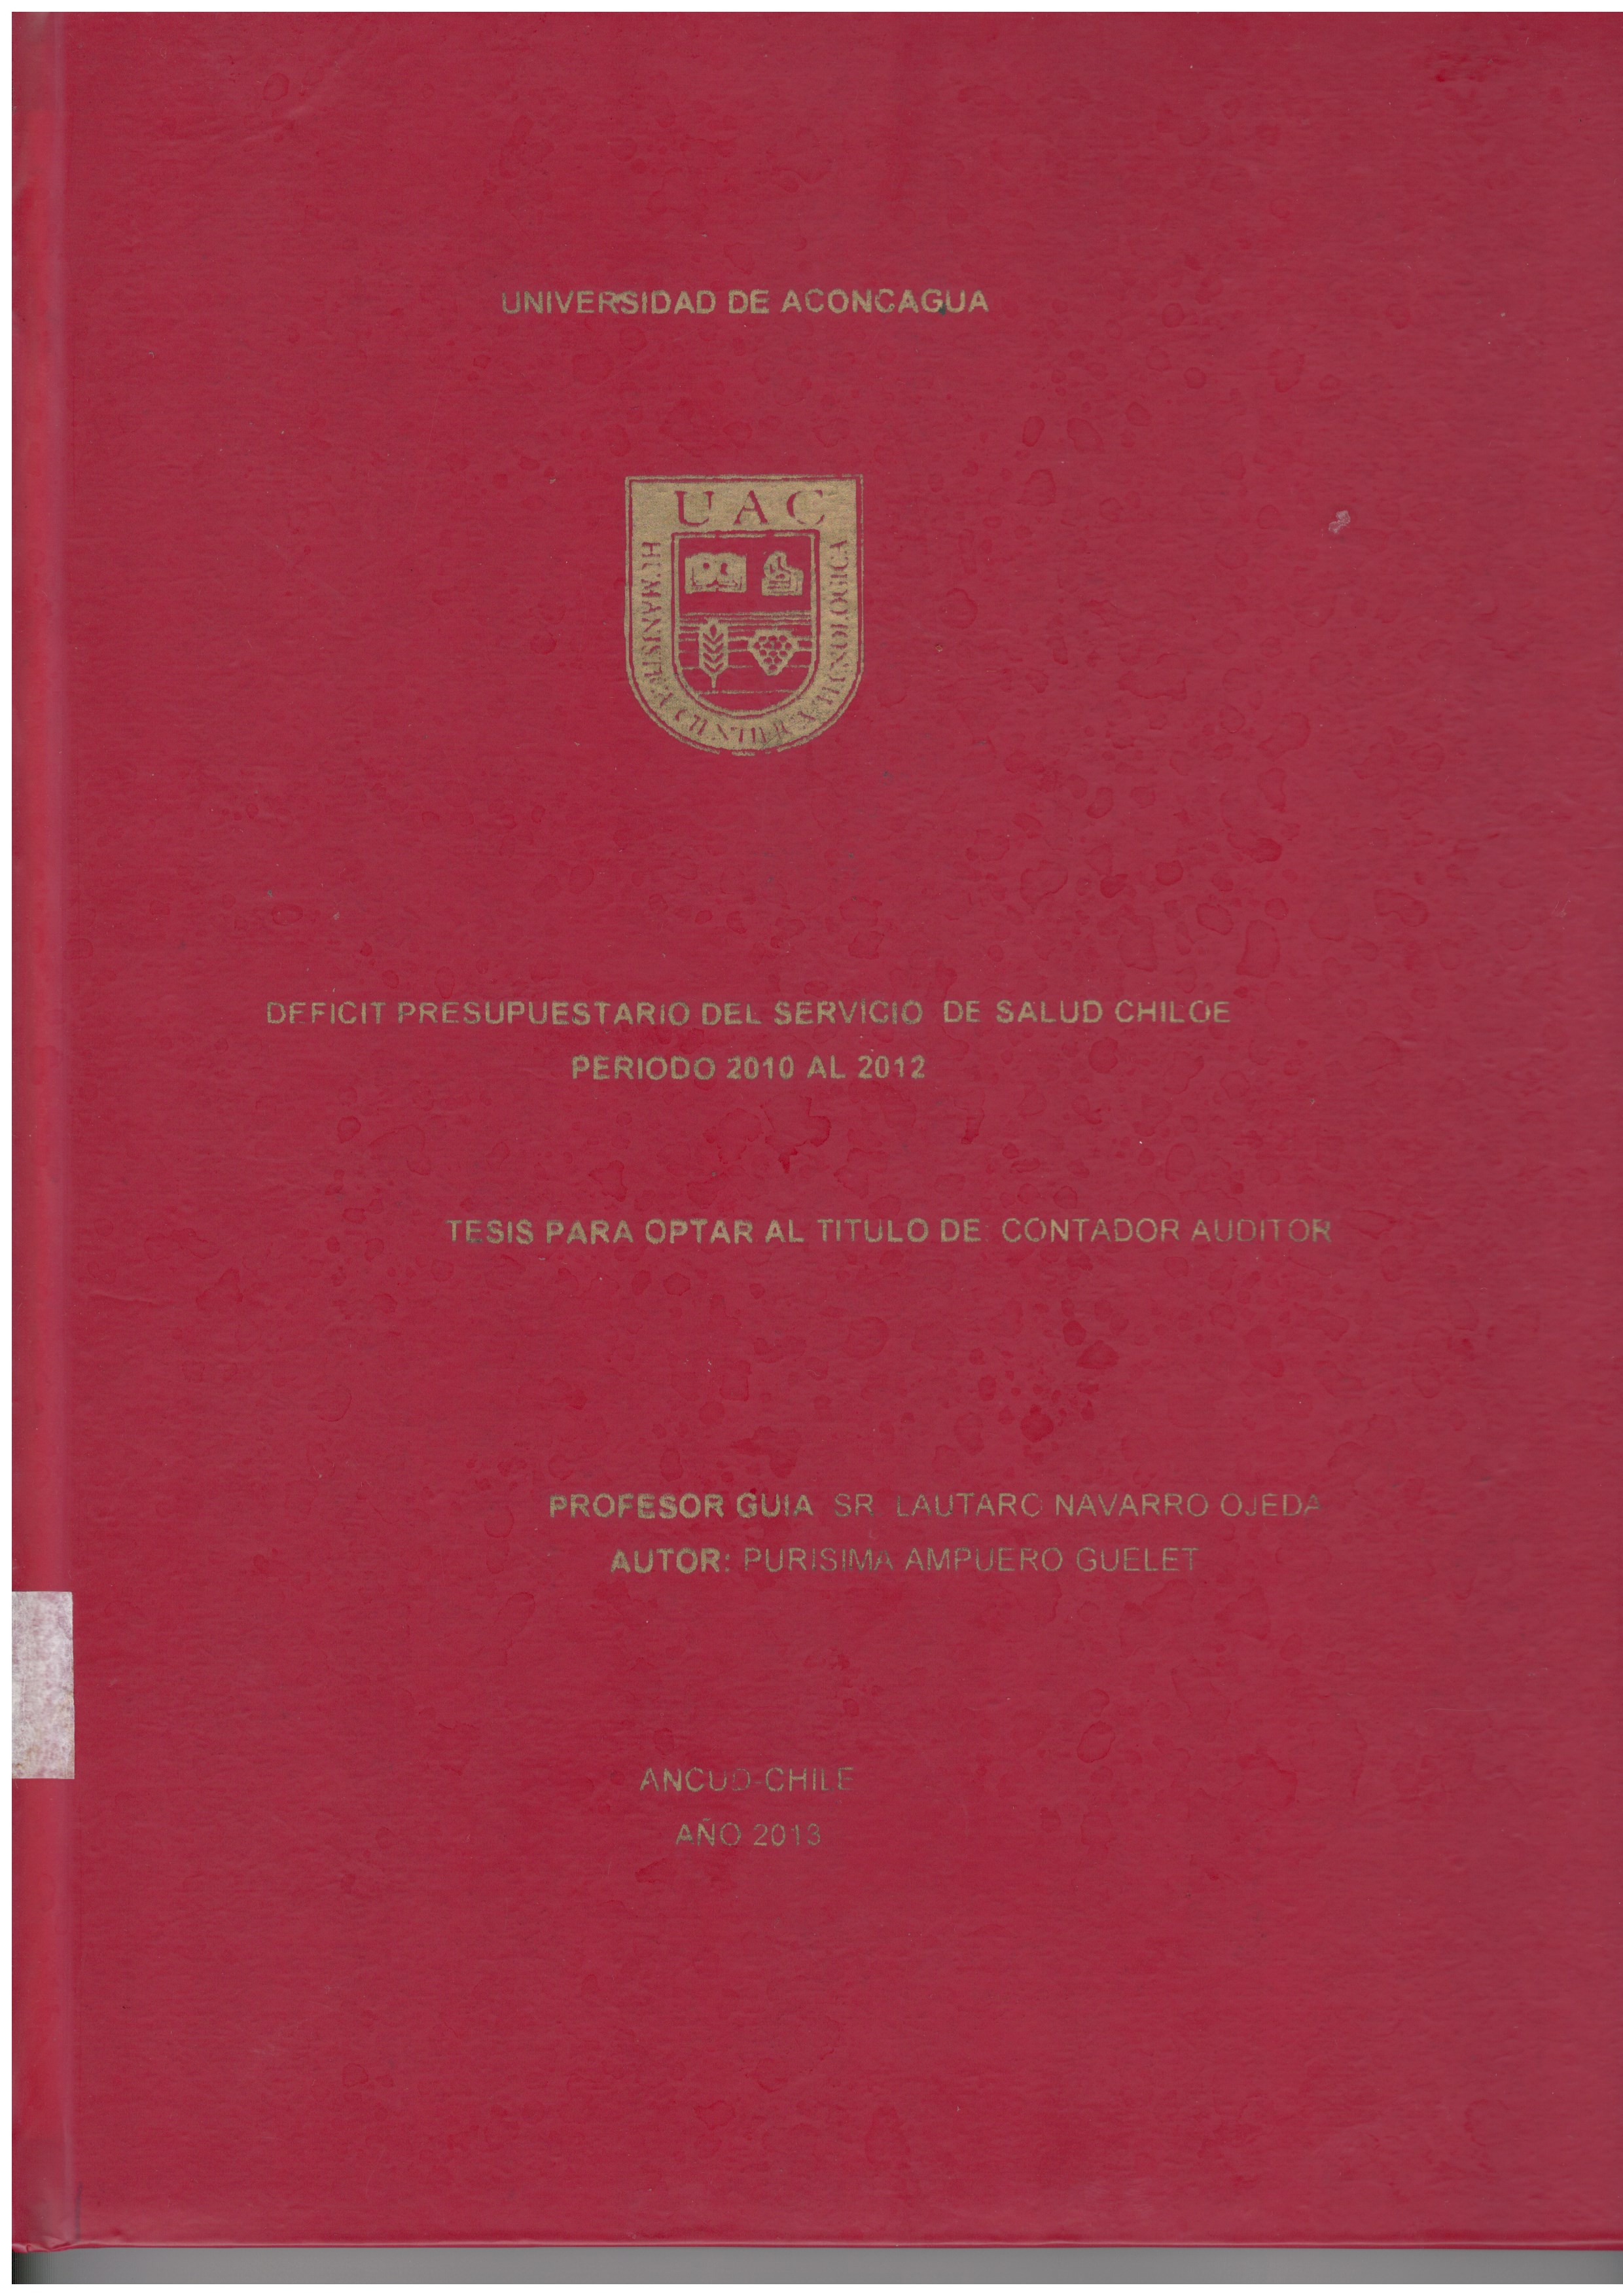 UNIVERSIDAD DE ACONCAGUA
UAC
HUMANISTICA CIENTIFICA TECNOLOGICA
DEFICIT PRESUPUESTARIO DEL SERVICIO DE SALUD CHILOE
PERIODO 2010 AL 2012
TESIS PARA OPTAR AL TITULO DE: CONTADOR AUDITOR
PROFESOR GUIA SR. LAUTARO NAVARRO OJEDA
AUTOR: PURISIMA AMPUERO GUELET
ANCUD-CHILE
AÑO 2013